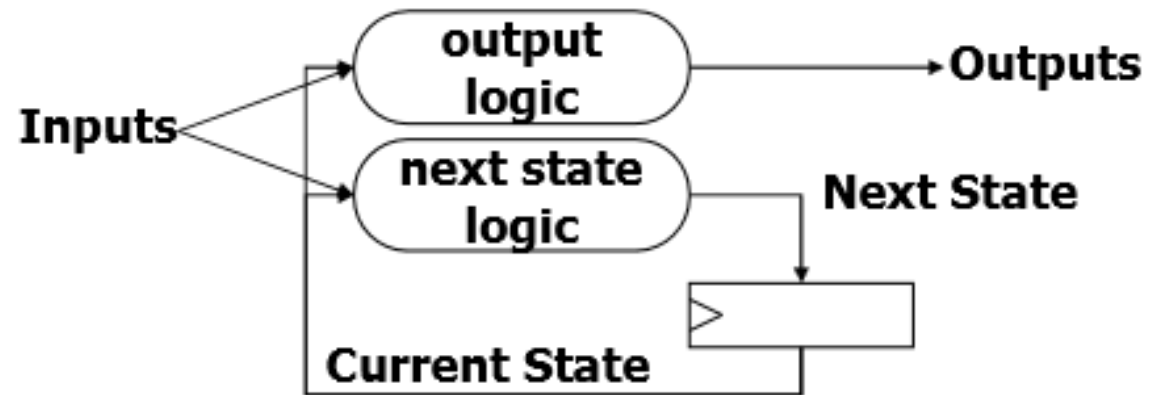 output
logic
Outputs
Inputs
next state
logic
Next State
Current State